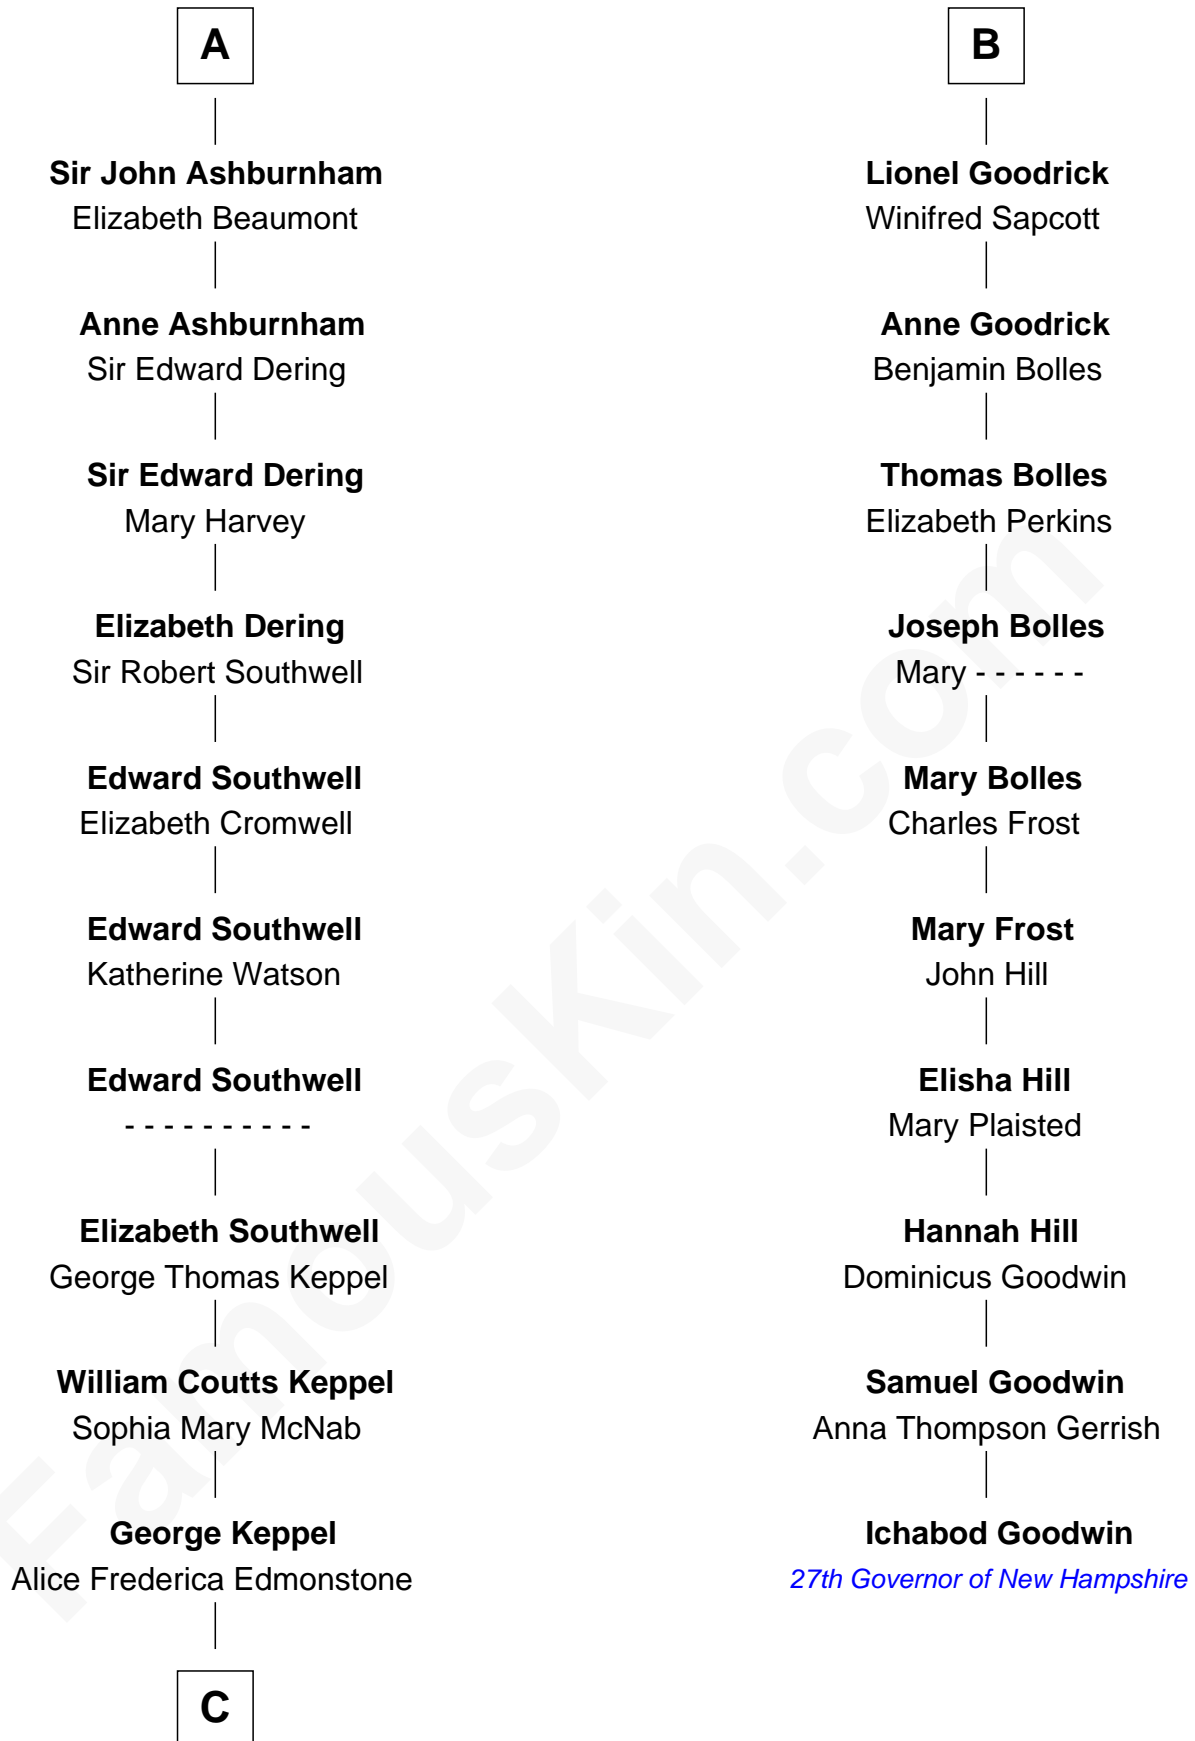 A
Sir John Ashburnham
Elizabeth Beaumont
Anne Ashburnham
Sir Edward Dering
Sir Edward Dering
Mary Harvey
Elizabeth Dering
Sir Robert Southwell
Edward Southwell
Elizabeth Cromwell
Edward Southwell
Katherine Watson
Edward Southwell
- - - - - - - - - -
Elizabeth Southwell
George Thomas Keppel
William Coutts Keppel
Sophia Mary McNab
George Keppel
Alice Frederica Edmonstone
C
B
Lionel Goodrick
Winifred Sapcott
Anne Goodrick
Benjamin Bolles
Thomas Bolles
Elizabeth Perkins
Joseph Bolles
Mary - - - - - -
Mary Bolles
Charles Frost
Mary Frost
John Hill
Elisha Hill
Mary Plaisted
Hannah Hill
Dominicus Goodwin
Samuel Goodwin
Anna Thompson Gerrish
Ichabod Goodwin
27th Governor of New Hampshire
FamousKin.com